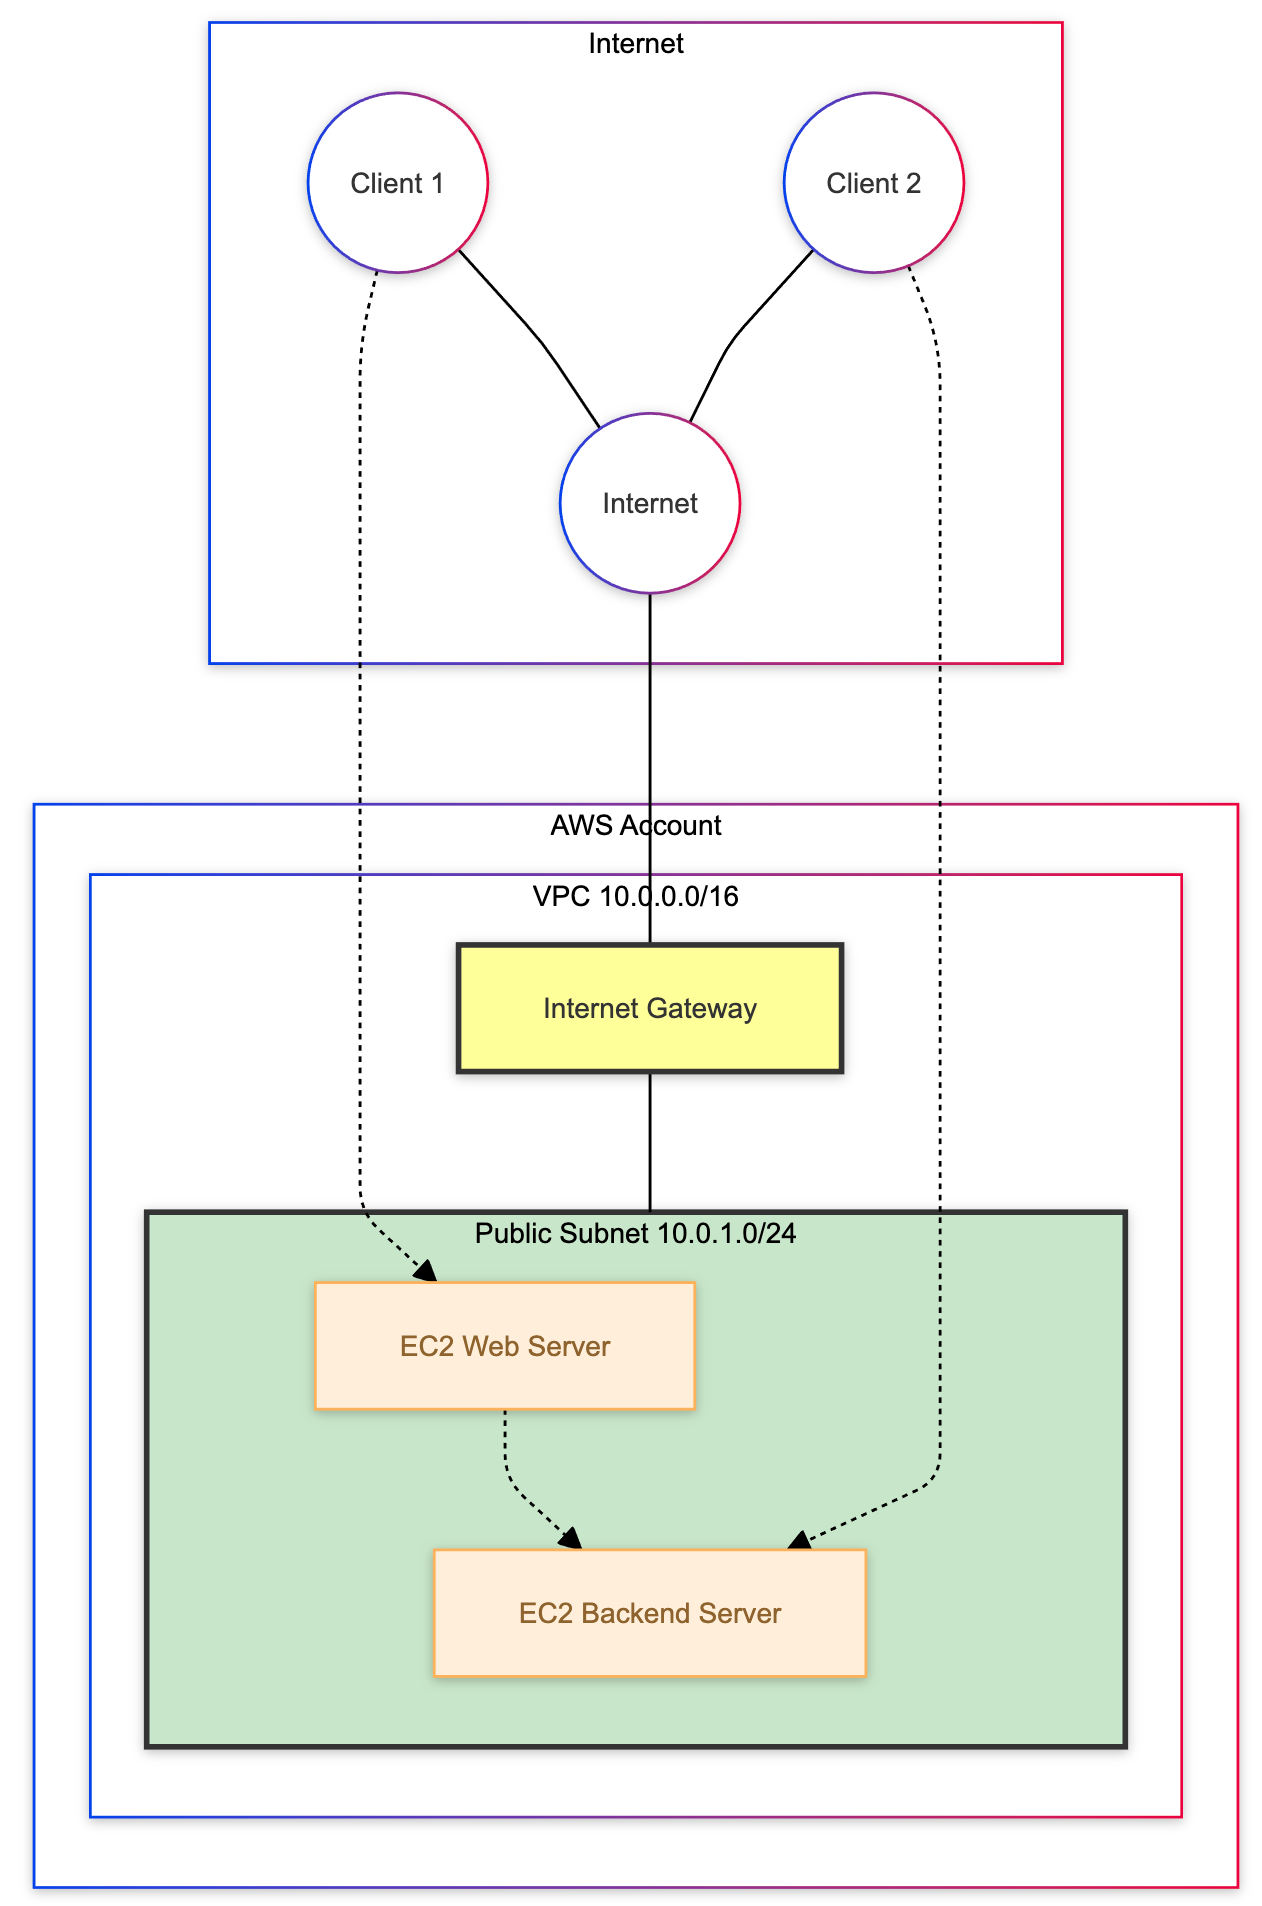 Internet
Client 1
Client 2
Internet
AWS Account
VPC 10.0.0.0/16
Internet Gateway
Public Subnet 10.0.1.0/24
EC2 Web Server
EC2 Backend Server